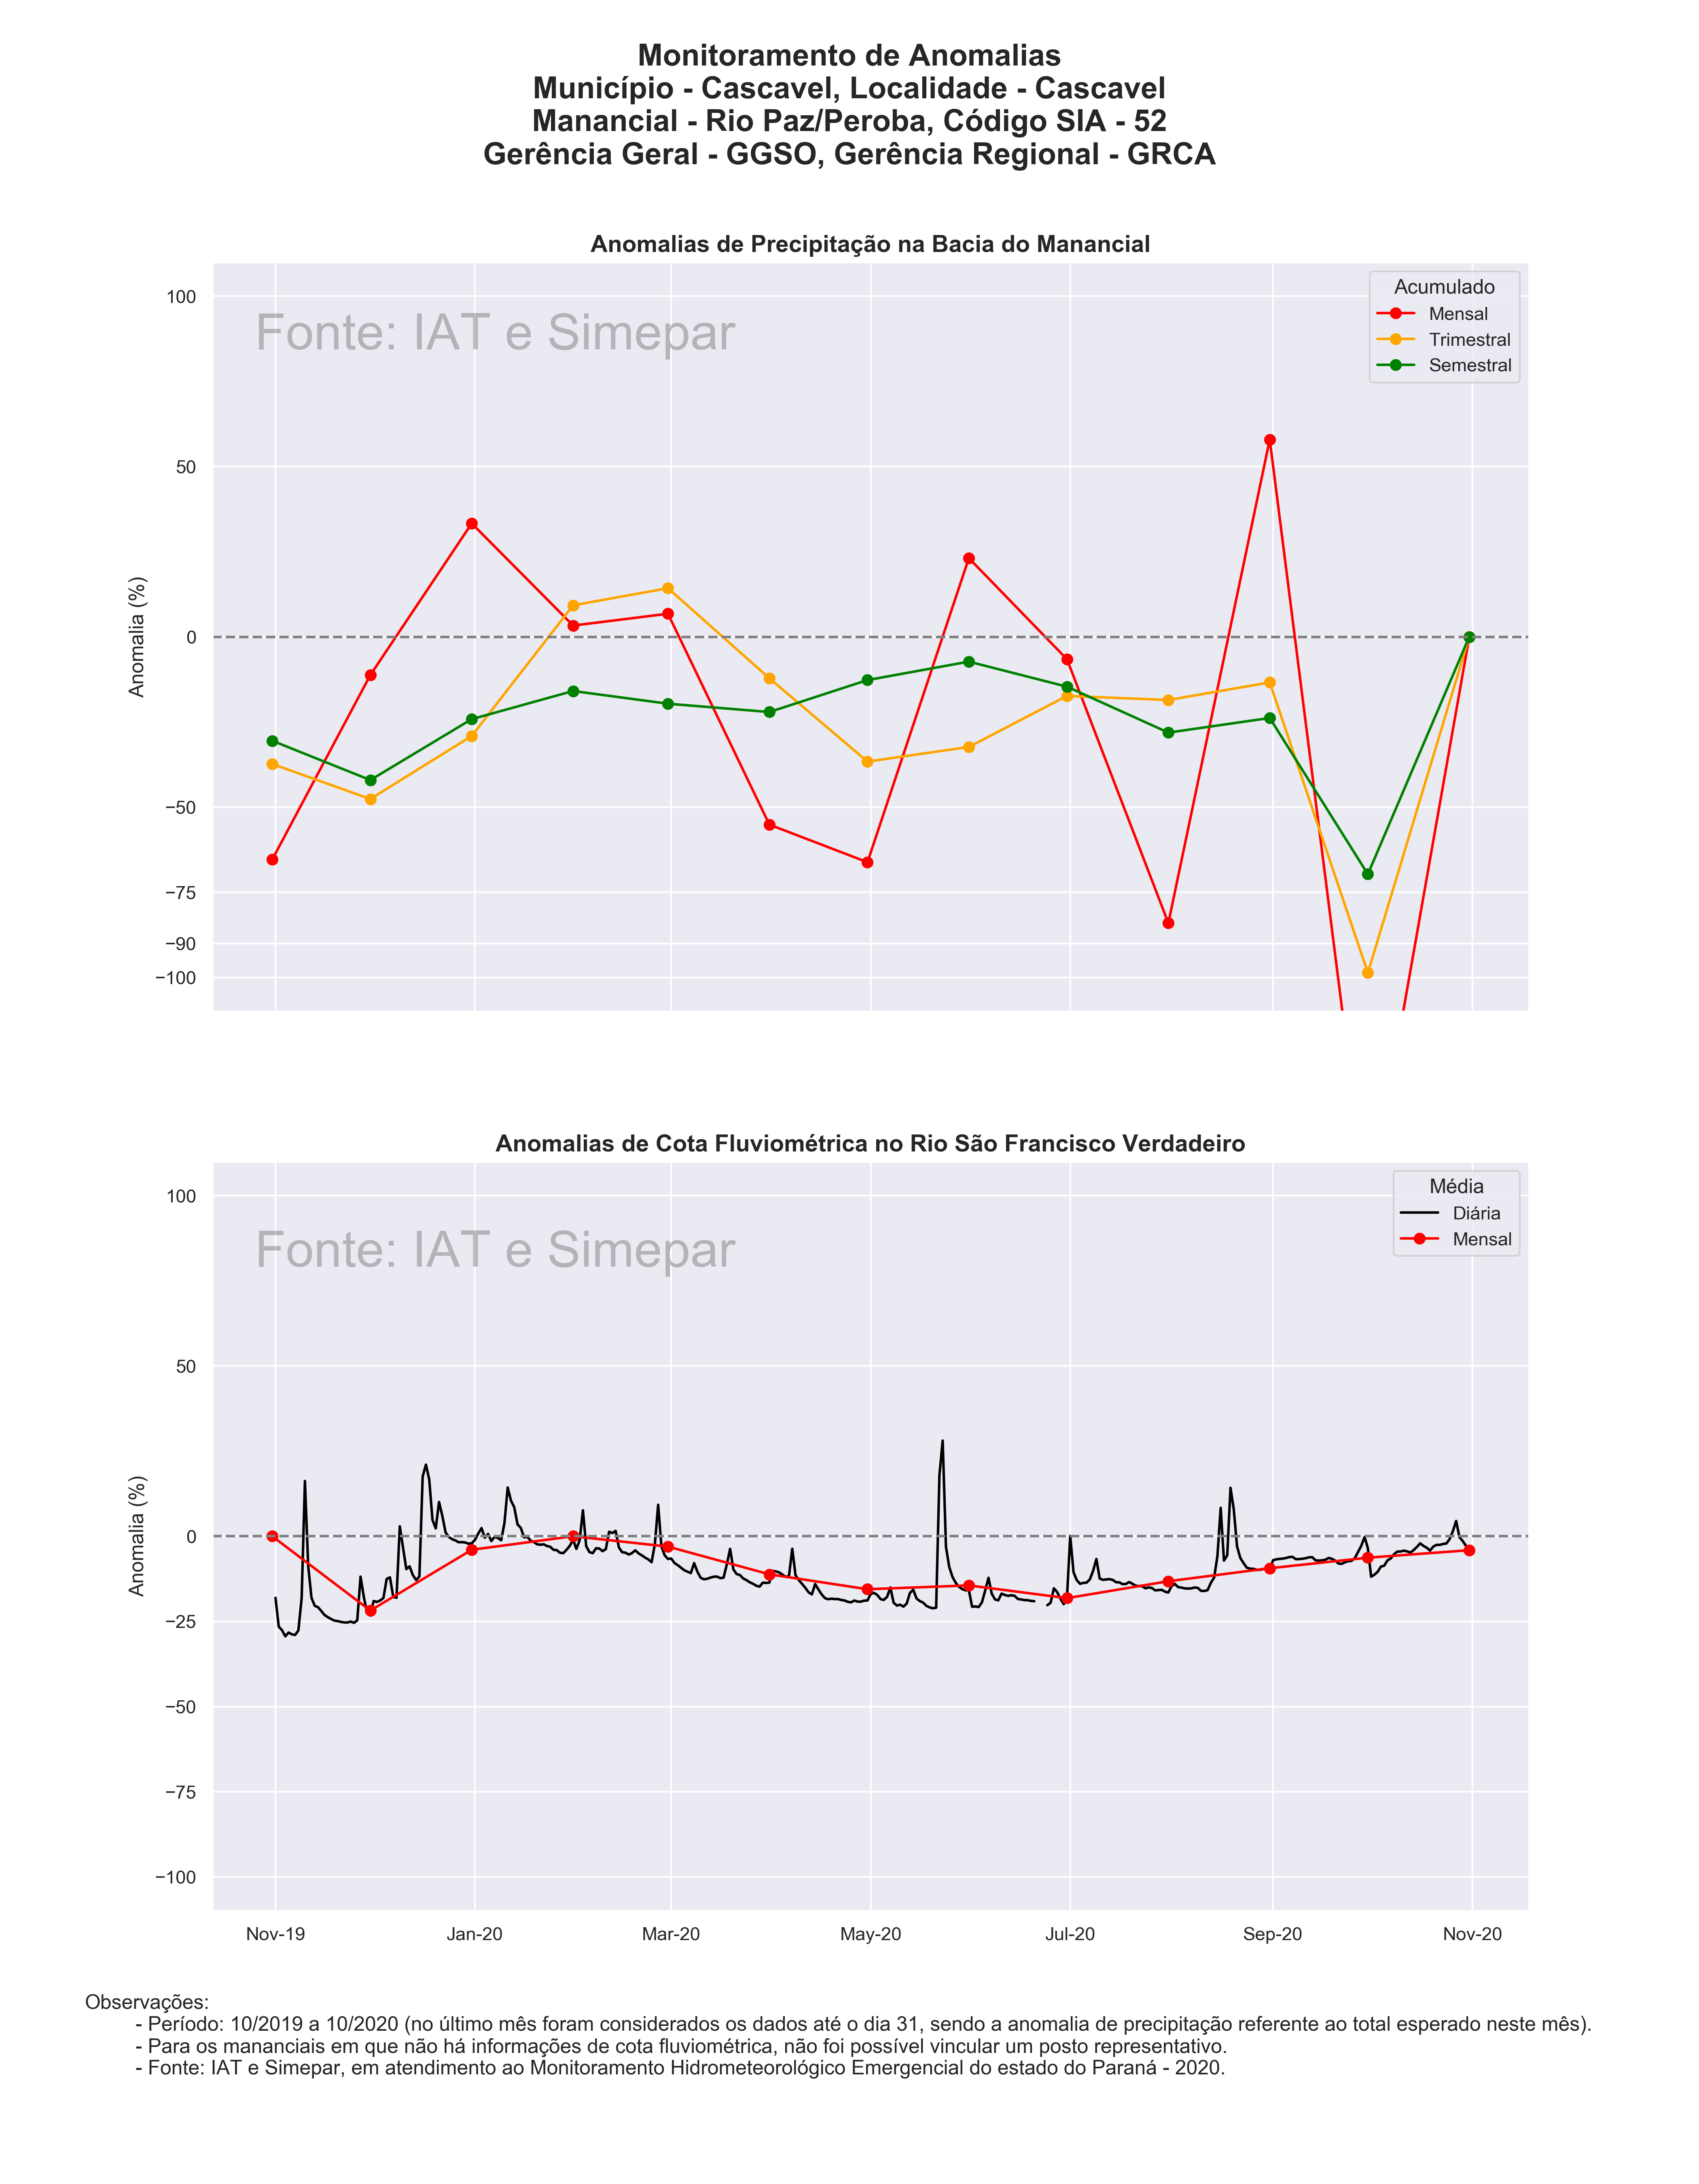 Monitoramento de Anomalias
Município - Cascavel, Localidade - Cascavel
Manancial - Rio Paz/Peroba, Código SIA - 52
Gerência Geral - GGSO, Gerência Regional - GRCA
Anomalias de Precipitação na Bacia do Manancial
Fonte: IAT e Simepar
Acumulado
Mensal
Trimestral
Semestral
Anomalia (%)
100
50
0
−50
−75
−90
−100
Anomalias de Cota Fluviométrica no Rio São Francisco Verdadeiro
Fonte: IAT e Simepar
Média
Diária
Mensal
Anomalia (%)
100
50
0
−25
−50
−75
−100
Nov-19 Jan-20 Mar-20 May-20 Jul-20 Sep-20 Nov-20
Observações:
- Período: 10/2019 a 10/2020 (no último mês foram considerados os dados até o dia 31, sendo a anomalia de precipitação referente ao total esperado neste mês).
- Para os mananciais em que não há informações de cota fluviométrica, não foi possível vincular um posto representativo.
- Fonte: IAT e Simepar, em atendimento ao Monitoramento Hidrometeorológico Emergencial do estado do Paraná - 2020.